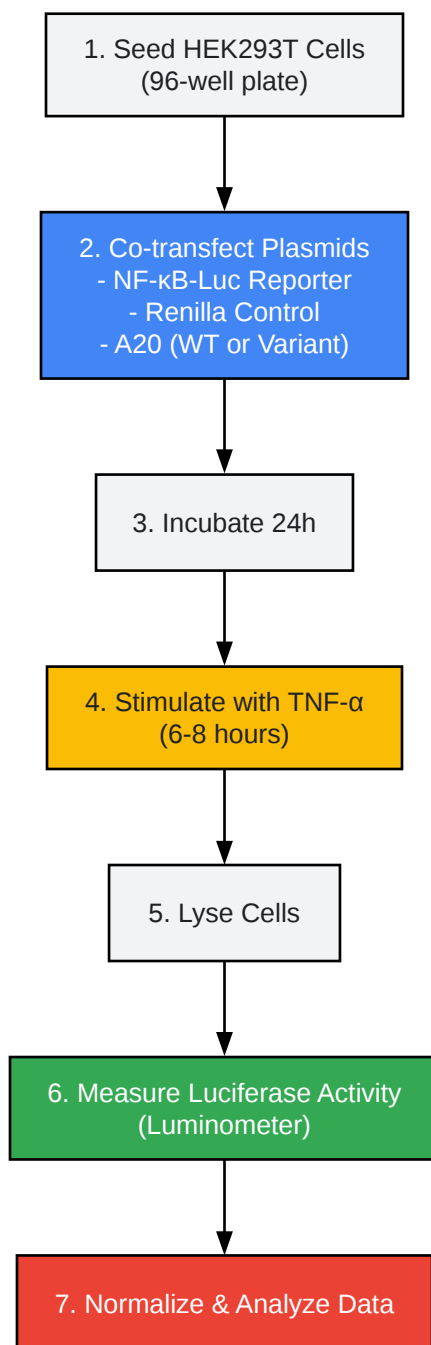 1. Seed HEK293T Cells
(96-well plate)
2. Co-transfect Plasmids
- NF-κB-Luc Reporter
- Renilla Control
- A20 (WT or Variant)
3. Incubate 24h
4. Stimulate with TNF-α
(6-8 hours)
5. Lyse Cells
6. Measure Luciferase Activity
(Luminometer)
7. Normalize & Analyze Data